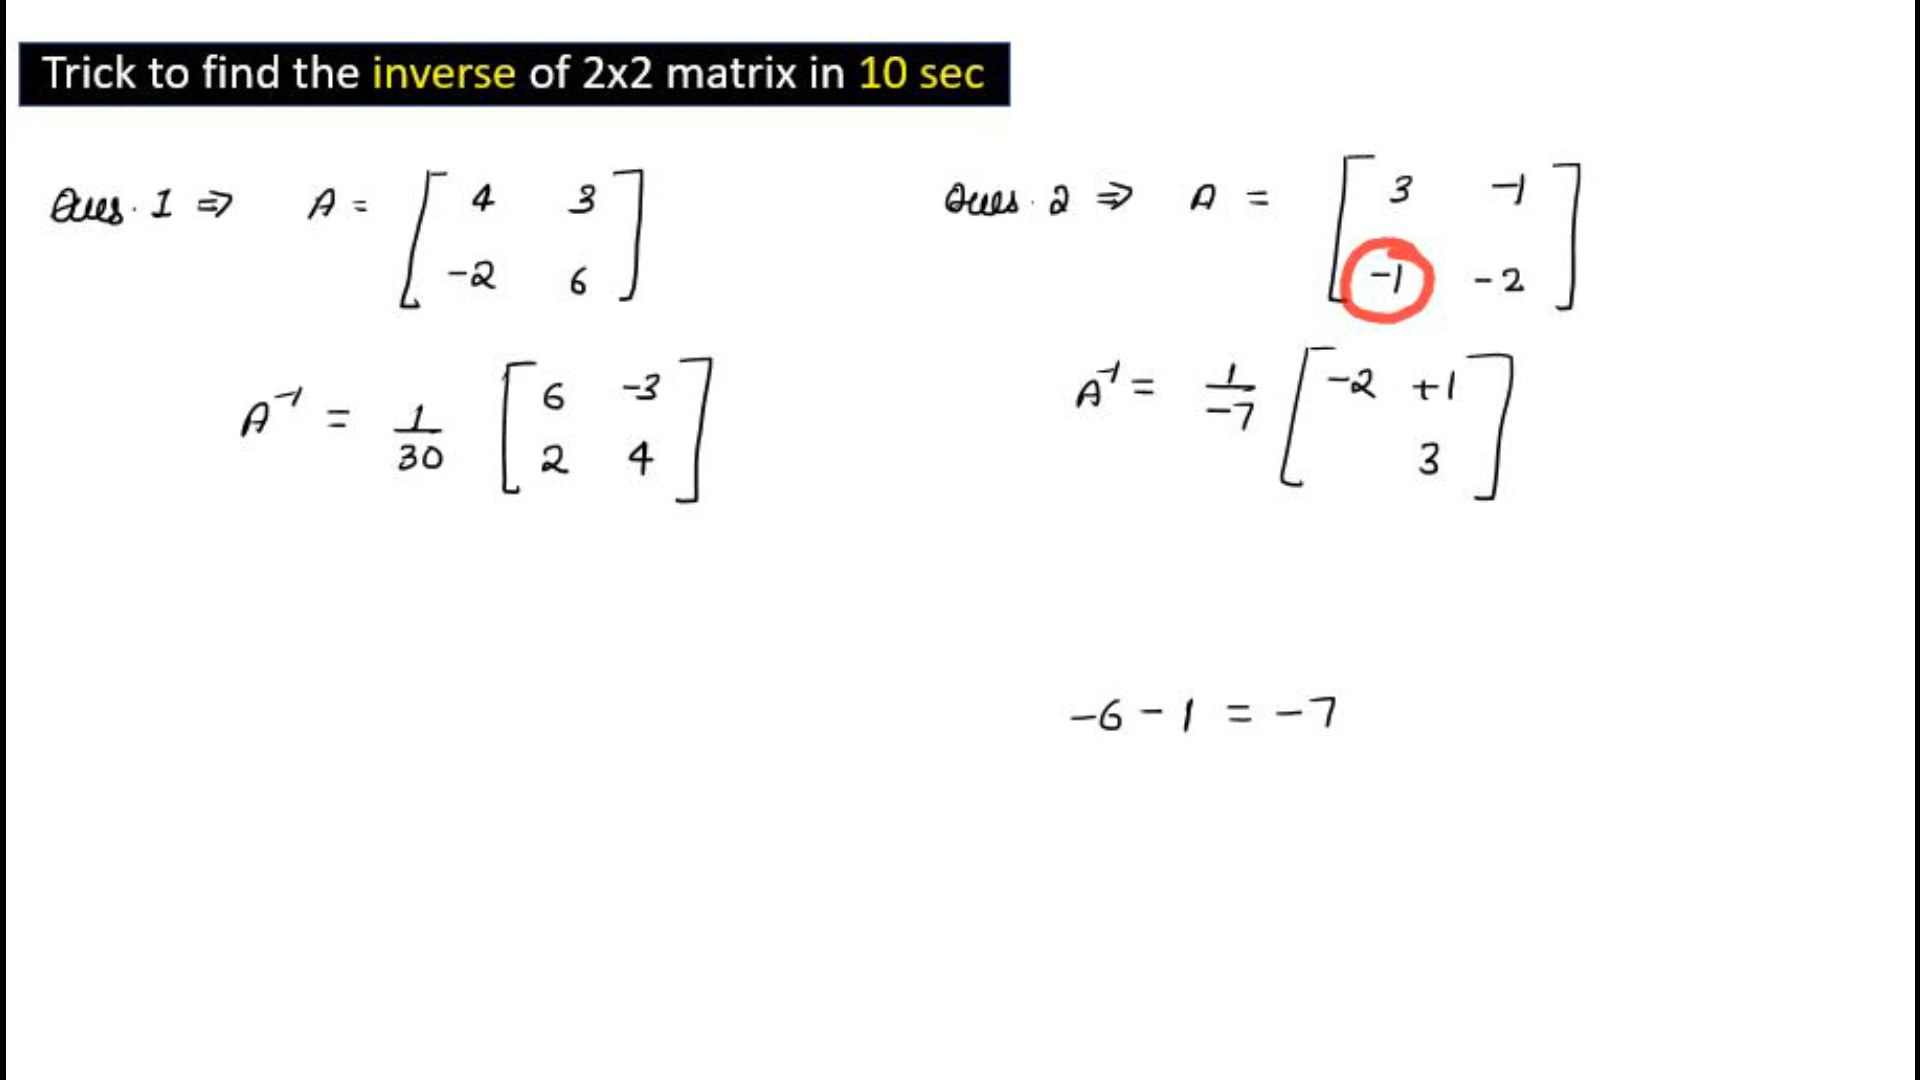 Trick to find the inverse of 2x2 matrix in 10 sec
Ques. 1 ⇒ A = [ 4 3
-2 6 ]
A⁻¹ = 1/30 [ 6 -3
2 4 ]
Ques. 2 ⇒ A = [ 3 -1
-1 -2 ]
A⁻¹ = 1/-7 [ -2 +1
3 ]
-6 - 1 = -7